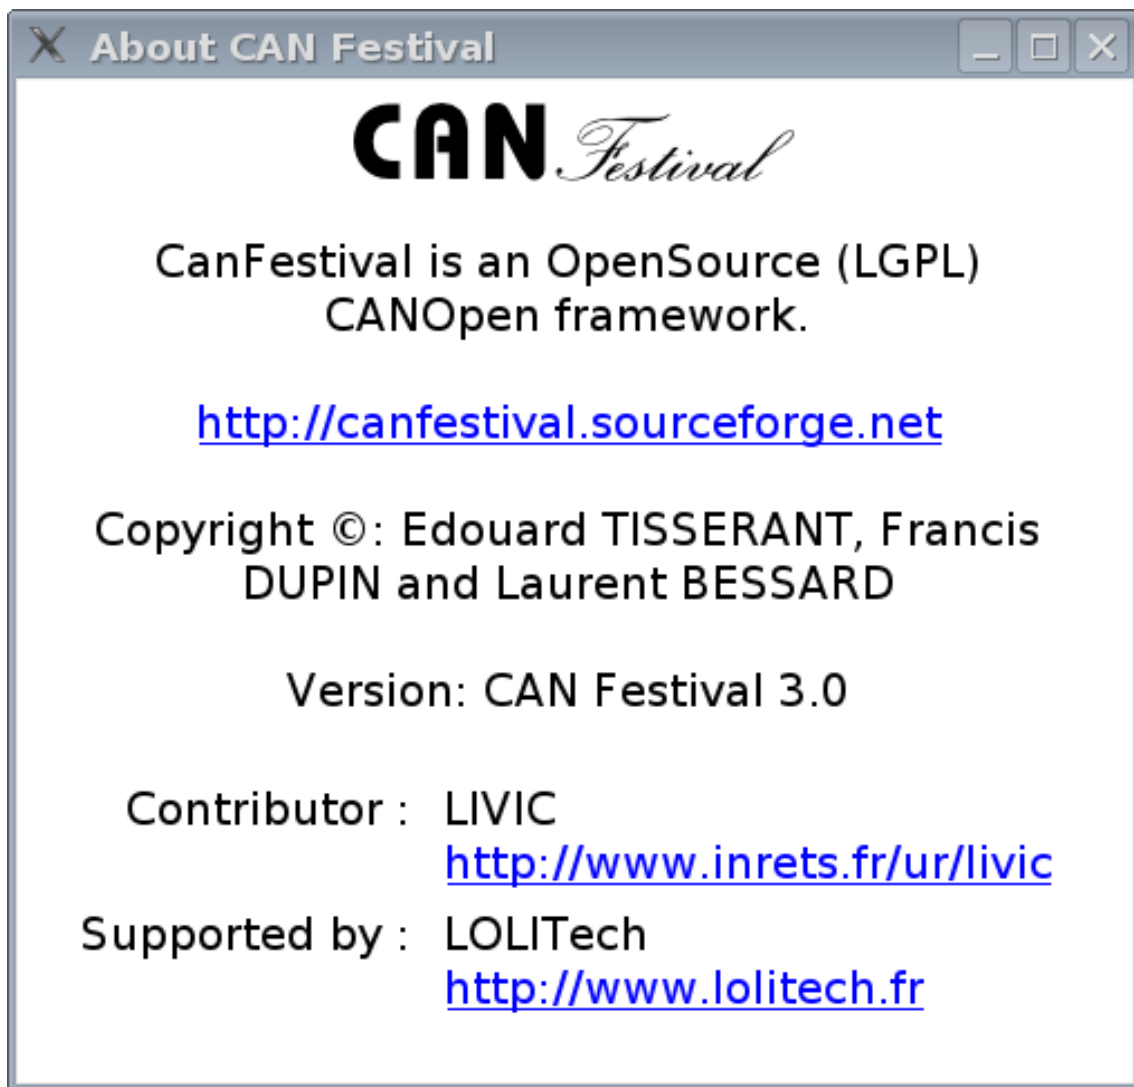 About CAN Festival
CAN Festival
CanFestival is an OpenSource (LGPL)
CANOpen framework.
http://canfestival.sourceforge.net
Copyright ©: Edouard TISSERANT, Francis
DUPIN and Laurent BESSARD
Version: CAN Festival 3.0
Contributor : LIVIC
http://www.inrets.fr/ur/livic
Supported by : LOLITech
http://www.lolitech.fr